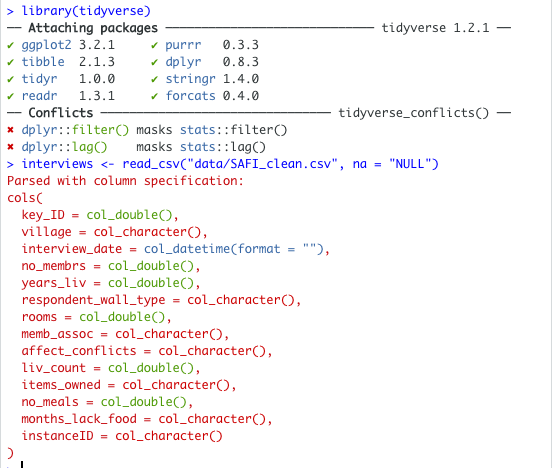 > library(tidyverse)
── Attaching packages ──────────────────── tidyverse 1.2.1 ──
✔ ggplot2 3.2.1     ✔ purrr   0.3.3
✔ tibble  2.1.3     ✔ dplyr   0.8.3
✔ tidyr   1.0.0     ✔ stringr 1.4.0
✔ readr   1.3.1     ✔ forcats 0.4.0
── Conflicts ───────────────────── tidyverse_conflicts() ──
✖ dplyr::filter() masks stats::filter()
✖ dplyr::lag()    masks stats::lag()
> interviews <- read_csv("data/SAFI_clean.csv", na = "NULL")
Parsed with column specification:
cols(
  key_ID = col_double(),
  village = col_character(),
  interview_date = col_datetime(format = ""),
  no_membrs = col_double(),
  years_liv = col_double(),
  respondent_wall_type = col_character(),
  rooms = col_double(),
  memb_assoc = col_character(),
  affect_conflicts = col_character(),
  liv_count = col_double(),
  items_owned = col_character(),
  no_meals = col_double(),
  months_lack_food = col_character(),
  instanceID = col_character()
)